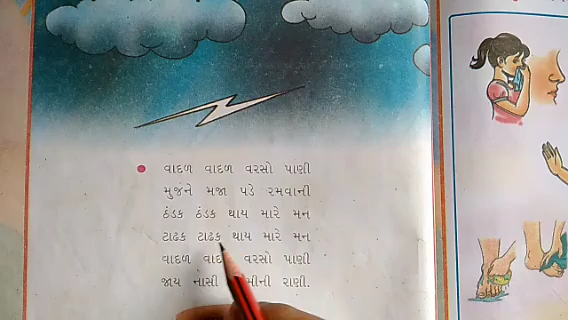 વાદળ વાદળ વરસો પાણી
મુજને મજા પડે રમવાની
ઠંડક ઠંડક થાય મારે મન
ટાઢક ટાઢક થાય મારે મન
વાદળ વાદ વરસો પાણી
જાય નાસી મીની રાણી.